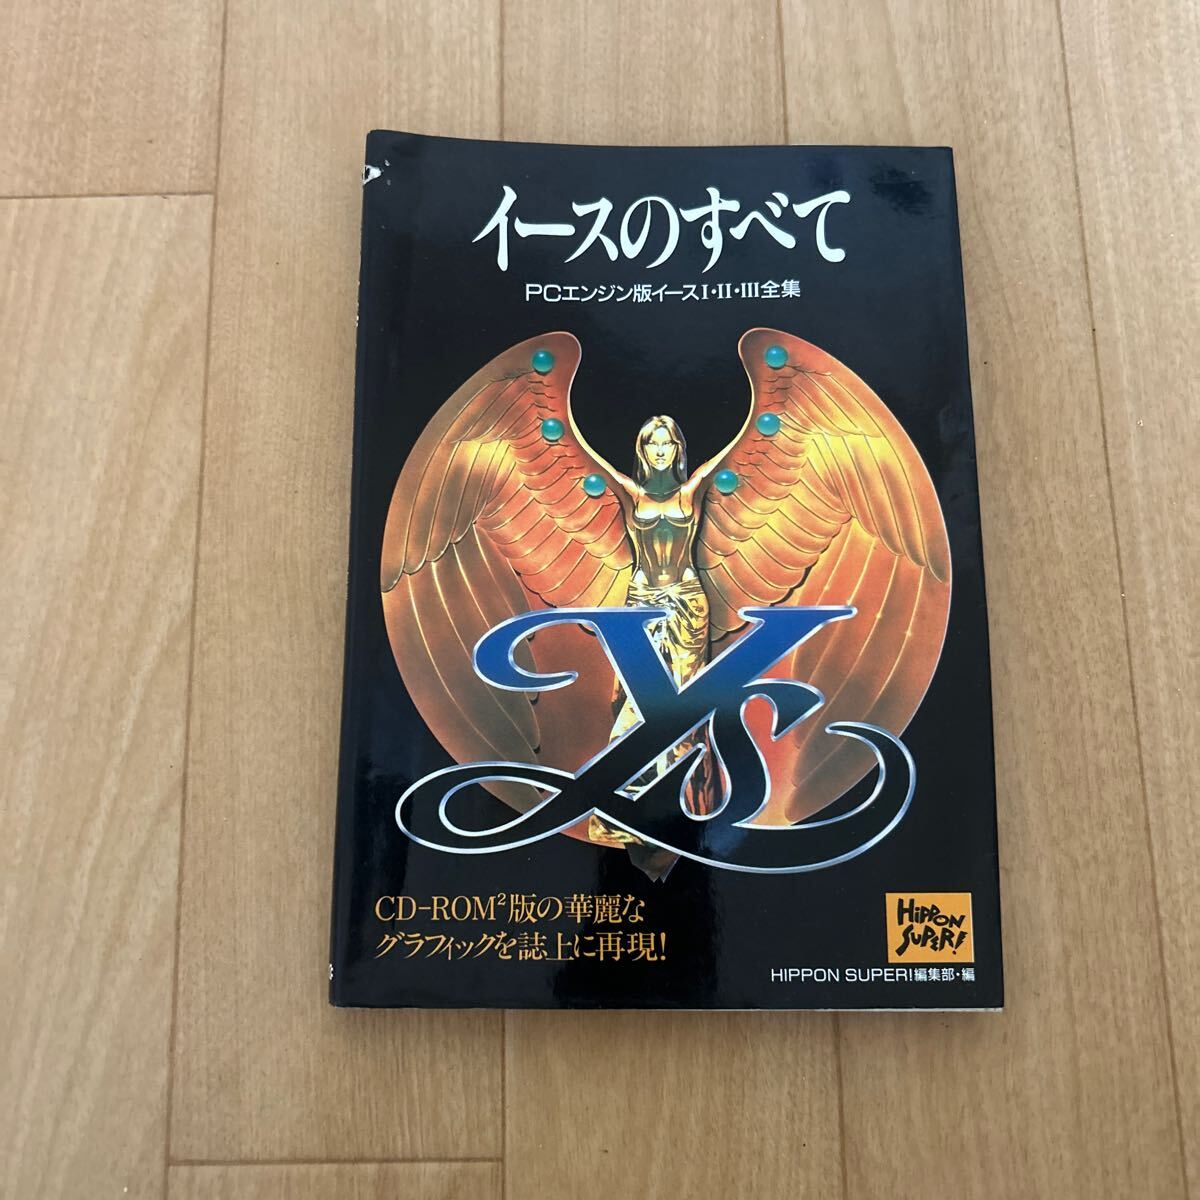 イースのすべて
PCエンジン版イースI・II・III全集
Ys
CD-ROM²版の華麗な
グラフィックを誌上に再現!
HiPPON
SUPER!
HIPPON SUPER!編集部・編